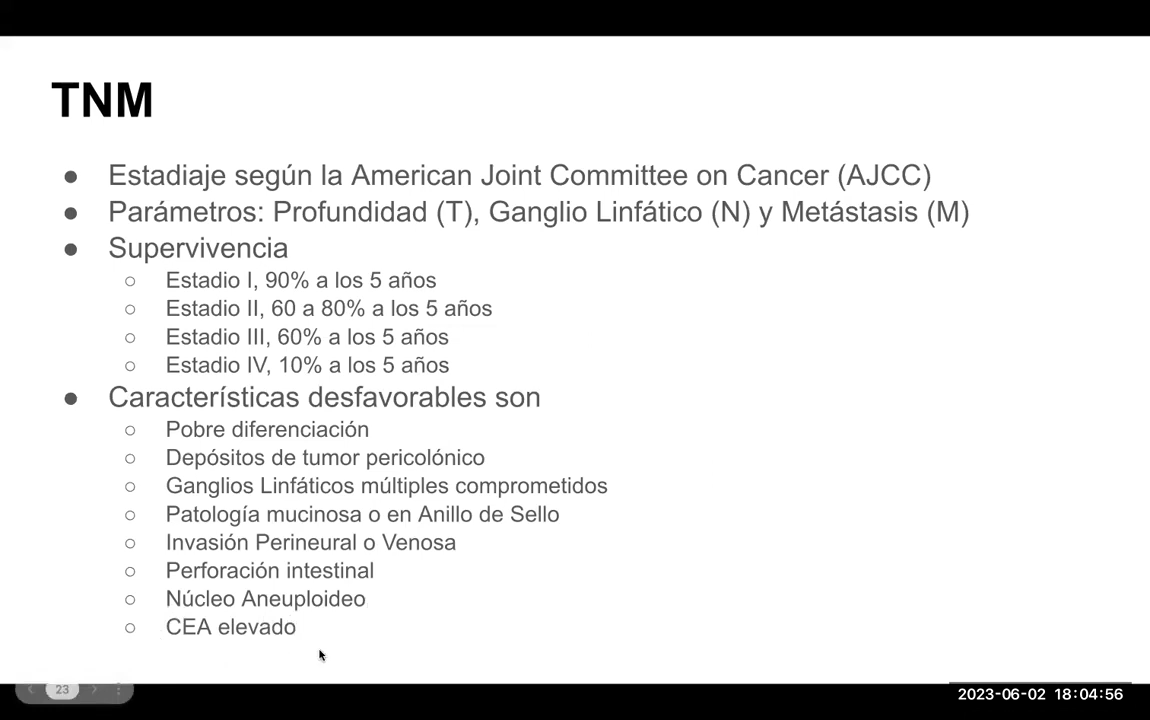 TNM
● Estadiaje según la American Joint Committee on Cancer (AJCC)
● Parámetros: Profundidad (T), Ganglio Linfático (N) y Metástasis (M)
● Supervivencia
○ Estadio I, 90% a los 5 años
○ Estadio II, 60 a 80% a los 5 años
○ Estadio III, 60% a los 5 años
○ Estadio IV, 10% a los 5 años
● Características desfavorables son
○ Pobre diferenciación
○ Depósitos de tumor pericolónico
○ Ganglios Linfáticos múltiples comprometidos
○ Patología mucinosa o en Anillo de Sello
○ Invasión Perineural o Venosa
○ Perforación intestinal
○ Núcleo Aneuploideo
○ CEA elevado
23
2023-06-02 18:04:56